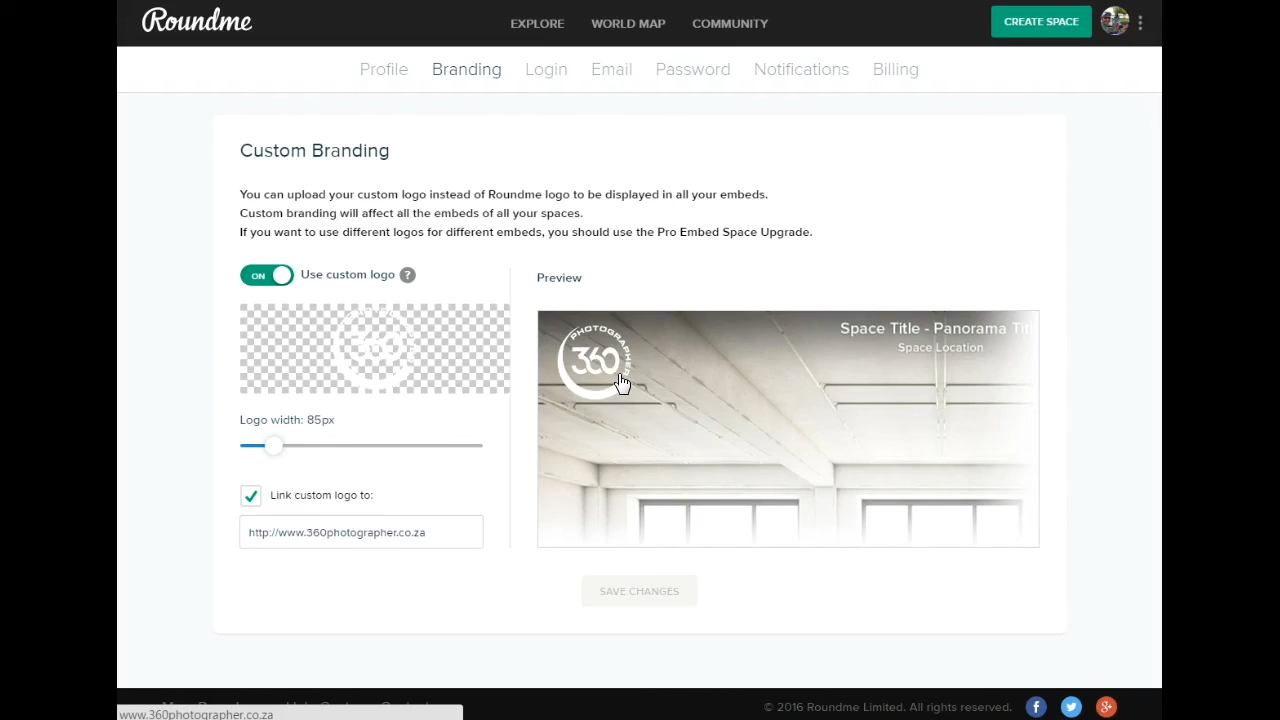 Roundme
EXPLORE
WORLD MAP
COMMUNITY
CREATE SPACE
Profile
Branding
Login
Email
Password
Notifications
Billing
Custom Branding
You can upload your custom logo instead of Roundme logo to be displayed in all your embeds.
Custom branding will affect all the embeds of all your spaces.
If you want to use different logos for different embeds, you should use the Pro Embed Space Upgrade.
ON
Use custom logo ?
360
Logo width: 85px
Link custom logo to:
http://www.360photographer.co.za
Preview
PHOTOGRAPHER
360
Space Title - Panorama
Space Location
SAVE CHANGES
© 2016 Roundme Limited. All rights reserved.
www.360photographer.co.za